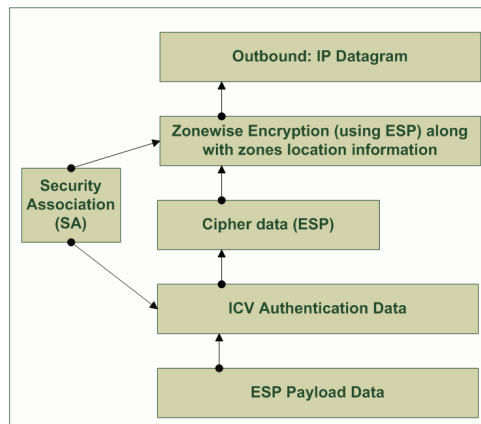 Outbound: IP Datagram
Zonewise Encryption (using ESP) along
with zones location information
Security
Association
(SA)
Cipher data (ESP)
ICV Authentication Data
ESP Payload Data